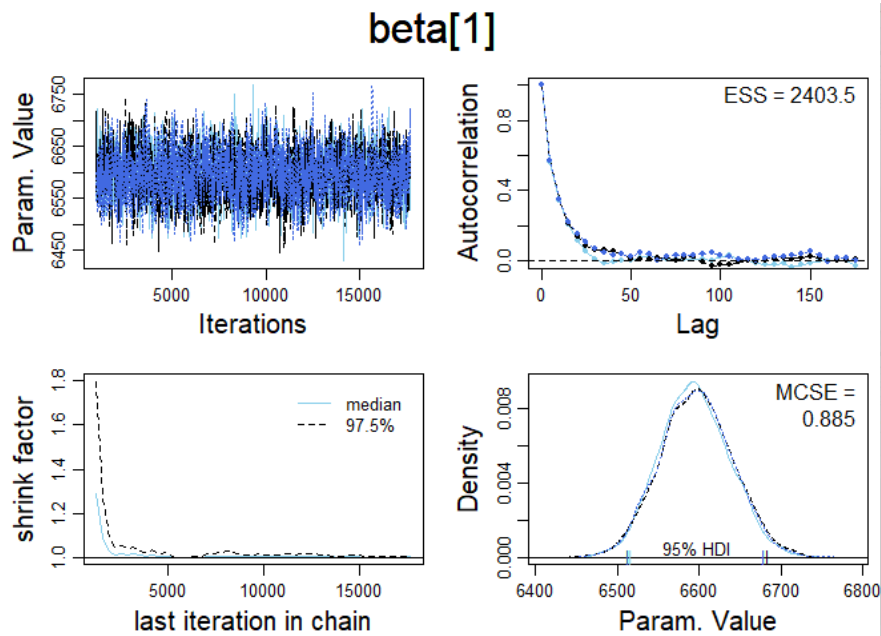 beta[1]
Param. Value
6450 6550 6650 6750
5000 10000 15000
Iterations
Autocorrelation
0.0 0.4 0.8
ESS = 2403.5
0 50 100 150
Lag
shrink factor
1.0 1.2 1.4 1.6 1.8
median
97.5%
5000 10000 15000
last iteration in chain
Density
0.000 0.004 0.008
MCSE =
0.885
95% HDI
6400 6500 6600 6700 6800
Param. Value